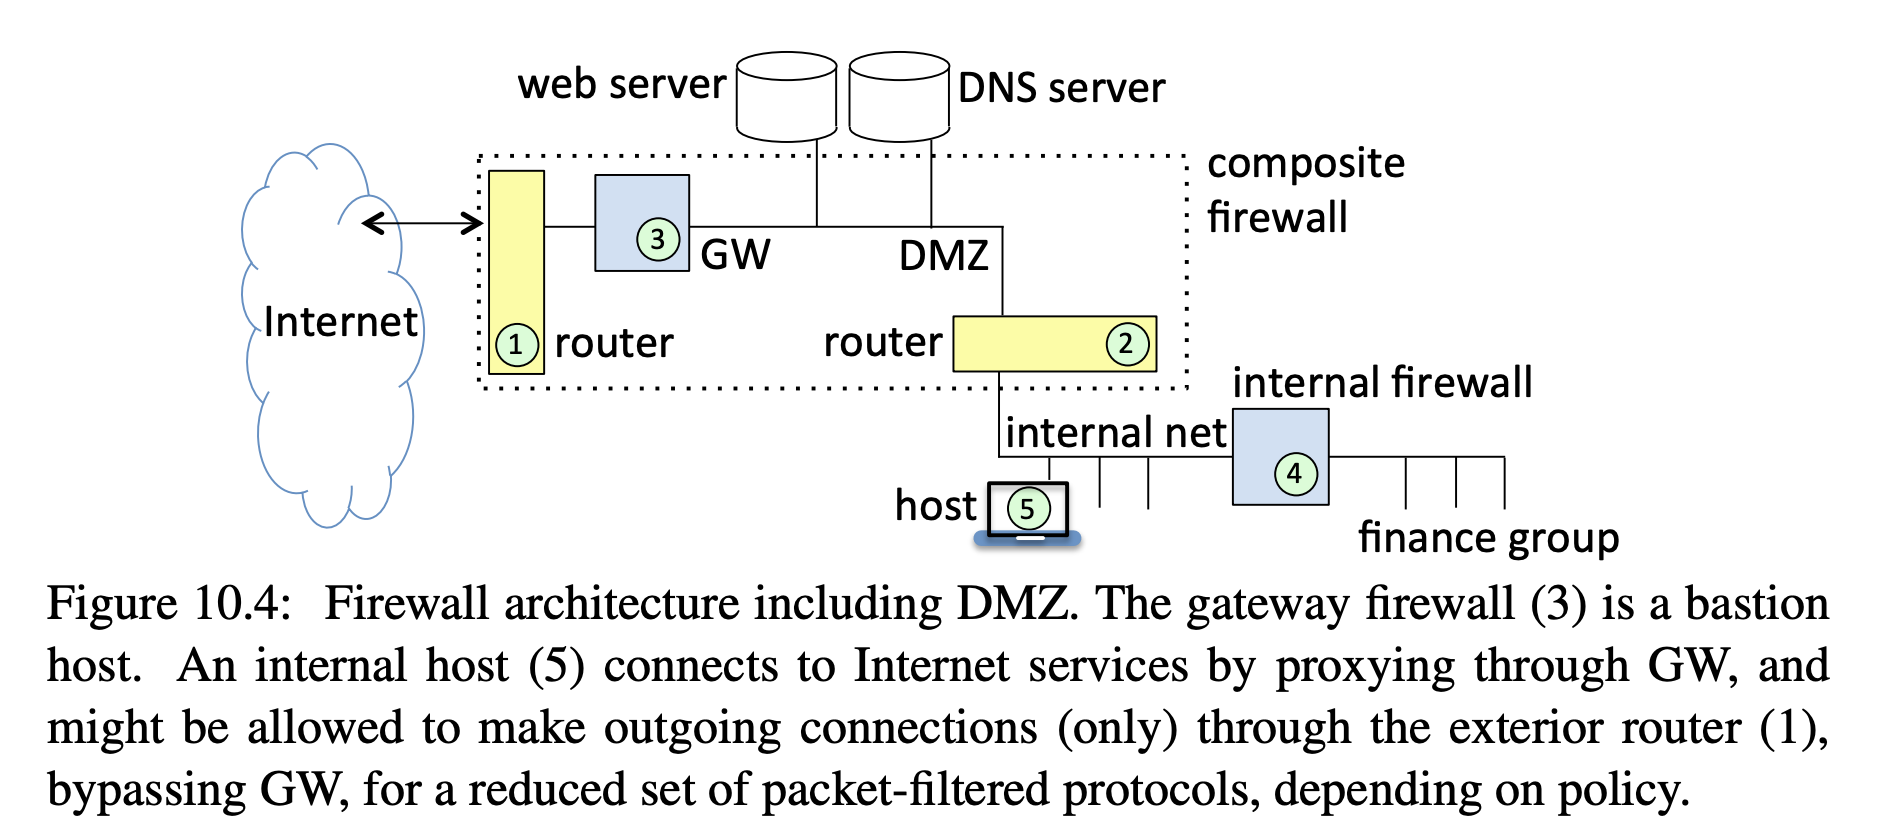 web server
DNS server
composite
firewall
3
GW
DMZ
Internet
1
router
router
2
internal firewall
internal net
4
host
5
finance group
Figure 10.4: Firewall architecture including DMZ. The gateway firewall (3) is a bastion
host. An internal host (5) connects to Internet services by proxying through GW, and
might be allowed to make outgoing connections (only) through the exterior router (1),
bypassing GW, for a reduced set of packet-filtered protocols, depending on policy.